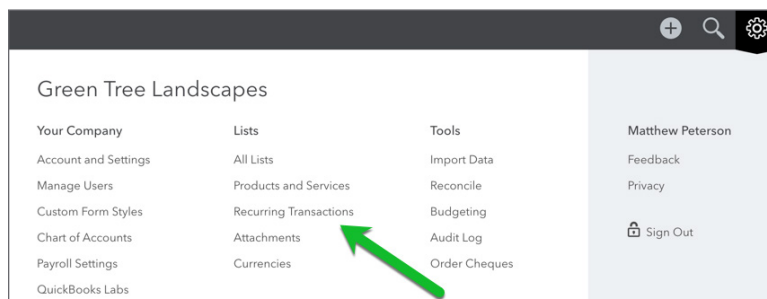 Green Tree Landscapes
Your Company
Account and Settings
Manage Users
Custom Form Styles
Chart of Accounts
Payroll Settings
QuickBooks Labs
Lists
All Lists
Products and Services
Recurring Transactions
Attachments
Currencies
Tools
Import Data
Reconcile
Budgeting
Audit Log
Order Cheques
Matthew Peterson
Feedback
Privacy
Sign Out